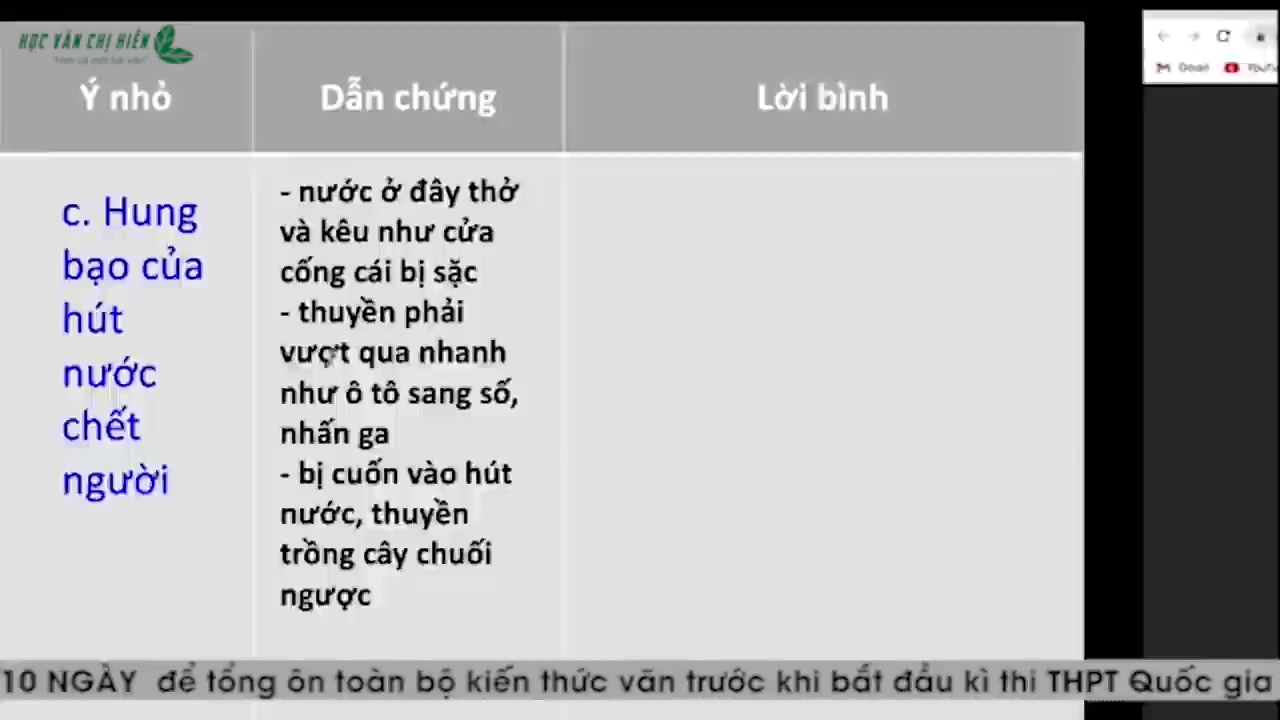 HỌC VĂN CHỊ HIÊN
Ý nhỏ
Dẫn chứng
Lời bình
c. Hung
bạo của
hút
nước
chết
người
- nước ở đây thở
và kêu như cửa
cống cái bị sặc
- thuyền phải
vượt qua nhanh
như ô tô sang số,
nhấn ga
- bị cuốn vào hút
nước, thuyền
trồng cây chuối
ngược
Gmail
10 NGÀY để tổng ôn toàn bộ kiến thức văn trước khi bắt đầu kì thi THPT Quốc gia